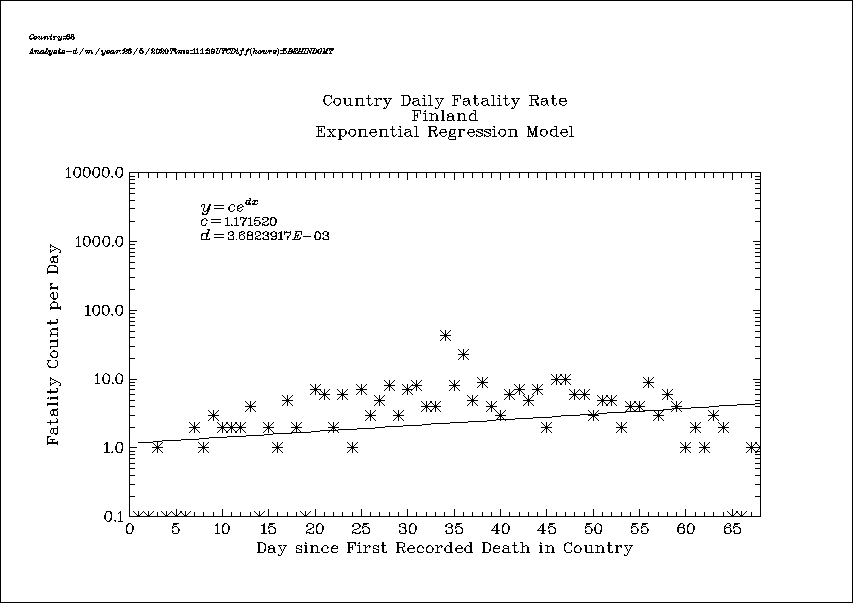 Country:68
Country Daily Fatality Rate
Finland
Exponential Regression Model
y=ce^dx
c=1.171520
d=3.6823917E-03
10000.0
1000.0
100.0
10.0
1.0
0.1
Fatality Count per Day
0 5 10 15 20 25 30 35 40 45 50 55 60 65
Day since First Recorded Death in Country